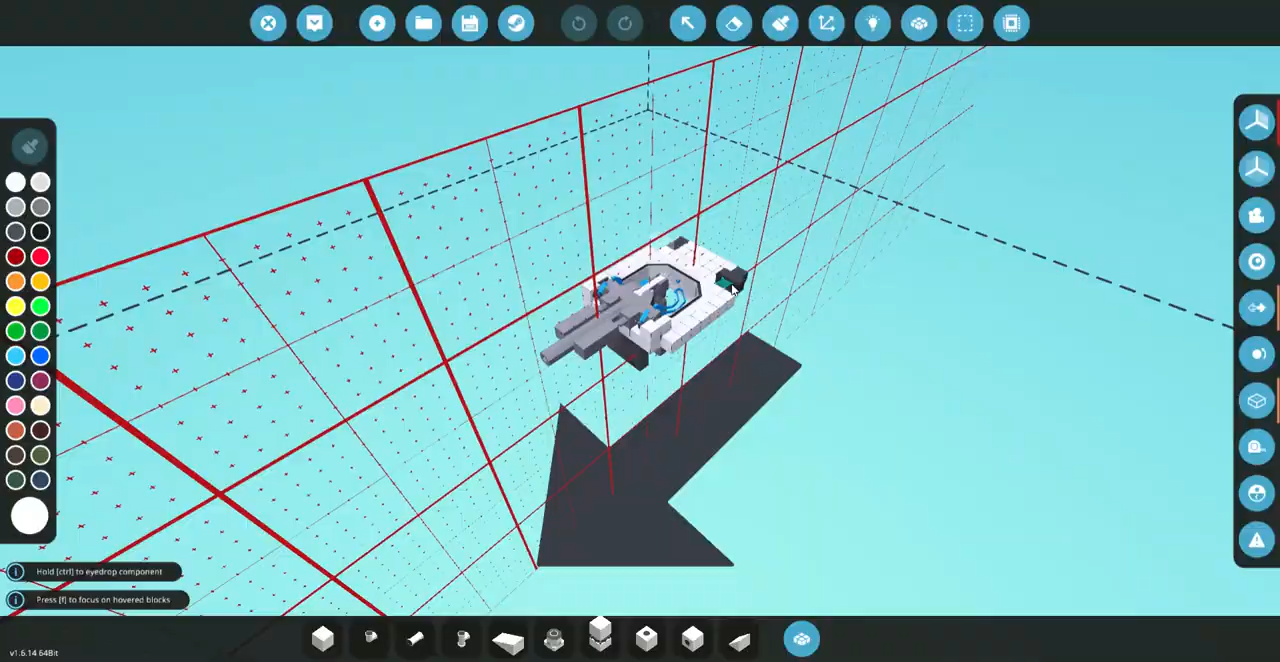 Hold [ctrl] to eyedrop component
Press [f] to focus on hovered blocks
v1.6.14 64Bit